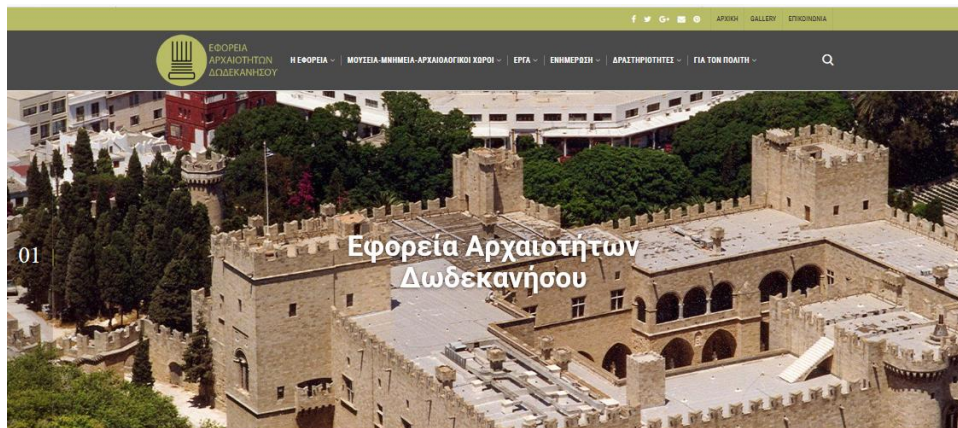 ΑΡΧΙΚΗ GALLERY ΕΠΙΚΟΙΝΩΝΙΑ
ΕΦΟΡΕΙΑ
ΑΡΧΑΙΟΤΗΤΩΝ
ΔΩΔΕΚΑΝΗΣΟΥ
Η ΕΦΟΡΕΙΑ ΜΟΥΣΕΙΑ-ΜΝΗΜΕΙΑ-ΑΡΧΑΙΟΛΟΓΙΚΟΙ ΧΩΡΟΙ ΕΡΓΑ ΕΝΗΜΕΡΩΣΗ ΔΡΑΣΤΗΡΙΟΤΗΤΕΣ ΓΙΑ ΤΟΝ ΠΟΛΙΤΗ
01
Εφορεία Αρχαιοτήτων
Δωδεκανήσου